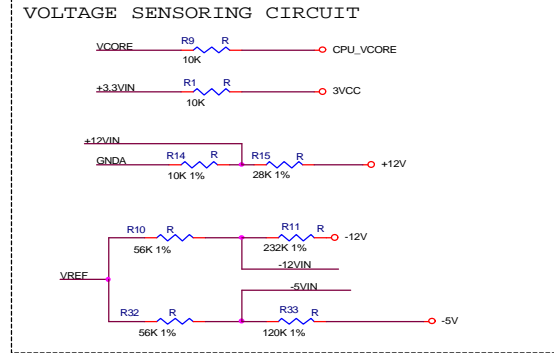 VOLTAGE SENSORING CIRCUIT
VCORE R9 R CPU_VCORE
10K
+3.3VIN R1 R 3VCC
10K
+12VIN
GNDA R14 R R15 R +12V
10K 1% 28K 1%
R10 R R11 -12V
56K 1% R 232K 1%
-12VIN
VREF
-5VIN
R32 R R33 R -5V
56K 1% 120K 1%